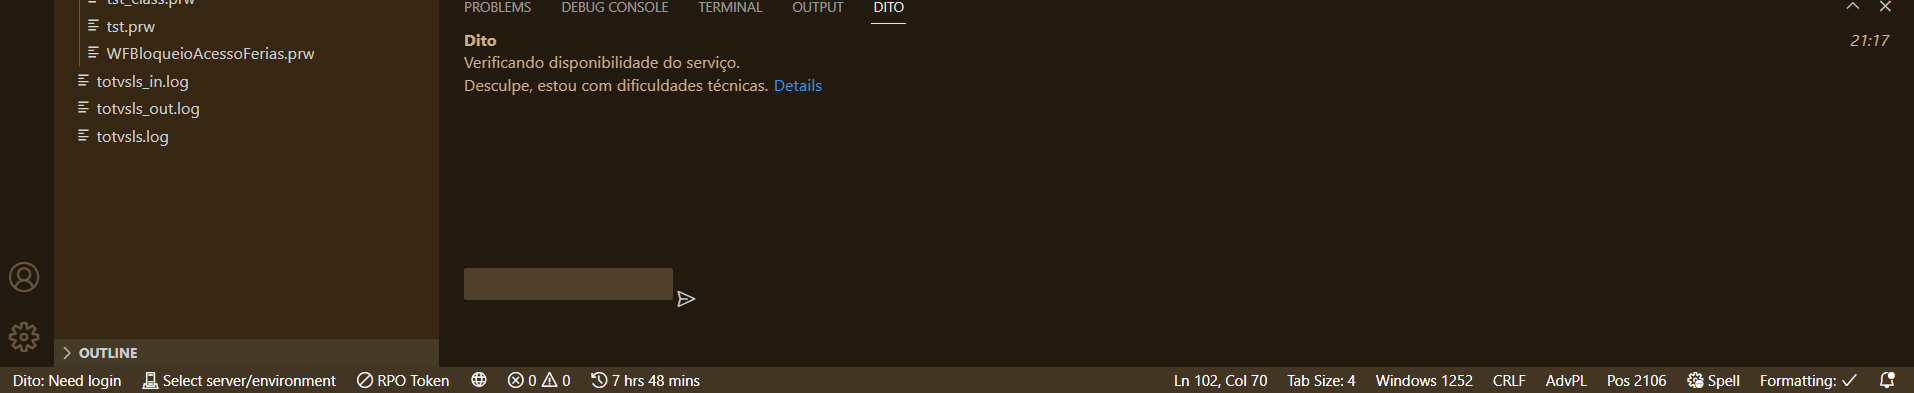 tst_class.prw
tst.prw
WFBloqueioAcessoFerias.prw
totvsls_in.log
totvsls_out.log
totvsls.log
OUTLINE
PROBLEMS DEBUG CONSOLE TERMINAL OUTPUT DITO
Dito 21:17
Verificando disponibilidade do serviço.
Desculpe, estou com dificuldades técnicas. Details
Dito: Need login Select server/environment RPO Token 0 0 7 hrs 48 mins Ln 102, Col 70 Tab Size: 4 Windows 1252 CRLF AdvPL Pos 2106 Spell Formatting: